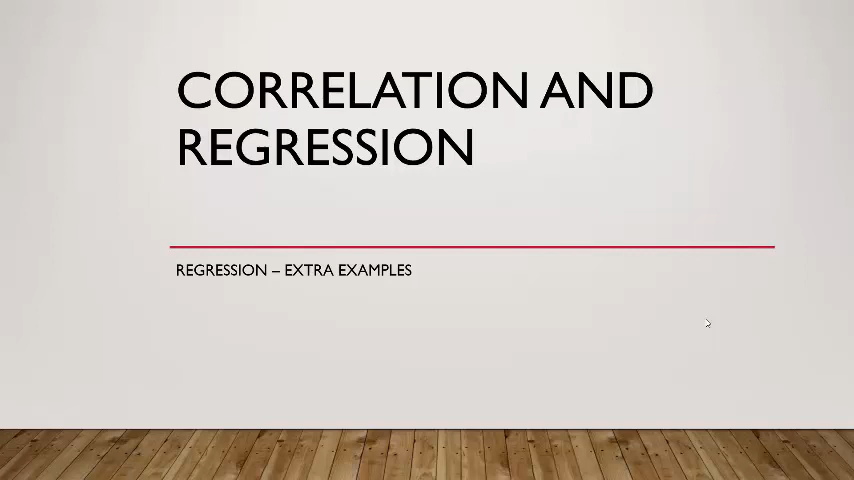 CORRELATION AND
REGRESSION
REGRESSION – EXTRA EXAMPLES